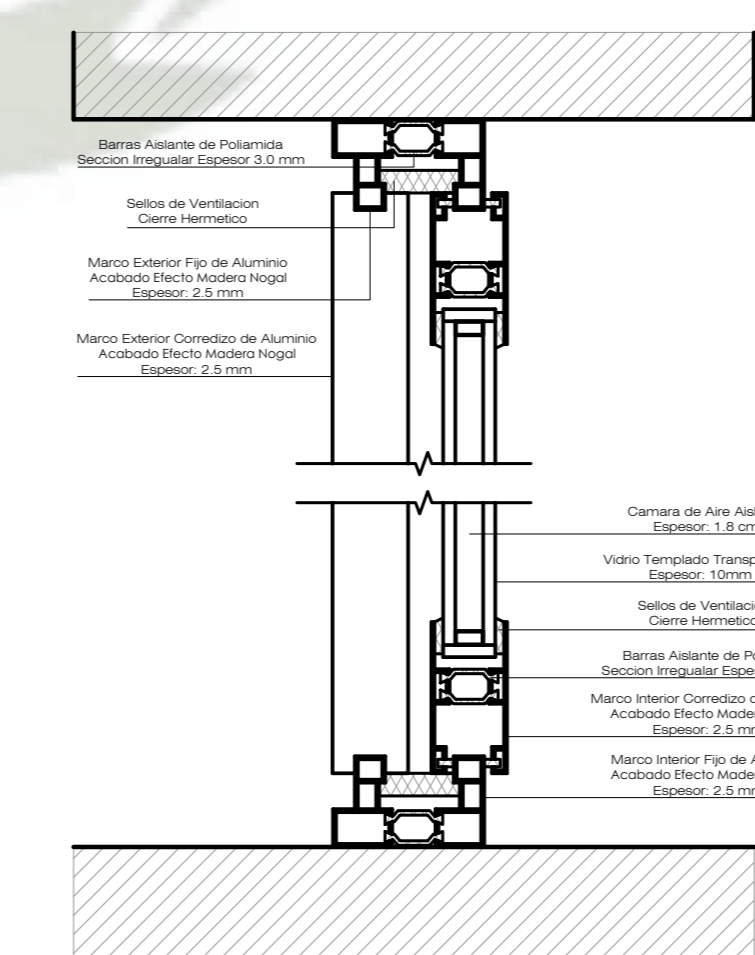 Barras Aislante de Poliamida
Seccion Irregualar Espesor 3.0 mm
Sellos de Ventilacion
Cierre Hermetico
Marco Exterior Fijo de Aluminio
Acabado Efecto Madera Nogal
Espesor: 2.5 mm
Marco Exterior Corredizo de Aluminio
Acabado Efecto Madera Nogal
Espesor: 2.5 mm
Camara de Aire
Espesor: 1.8
Vidrio Templado
Espesor: 10mm
Sellos de
Cierre Hermetico
Barras Aislante de
Seccion Irregualar
Marco Interior Corredizo
Acabado Efecto
Espesor: 2.5
Marco Interior Fijo de
Acabado Efecto
Espesor: 2.5